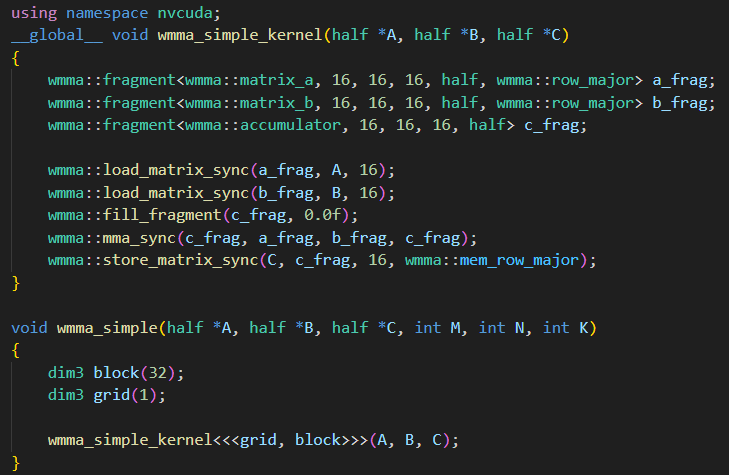 using namespace nvcuda;
__global__ void wmma_simple_kernel(half *A, half *B, half *C)
{
    wmma::fragment<wmma::matrix_a, 16, 16, 16, half, wmma::row_major> a_frag;
    wmma::fragment<wmma::matrix_b, 16, 16, 16, half, wmma::row_major> b_frag;
    wmma::fragment<wmma::accumulator, 16, 16, 16, half> c_frag;

    wmma::load_matrix_sync(a_frag, A, 16);
    wmma::load_matrix_sync(b_frag, B, 16);
    wmma::fill_fragment(c_frag, 0.0f);
    wmma::mma_sync(c_frag, a_frag, b_frag, c_frag);
    wmma::store_matrix_sync(C, c_frag, 16, wmma::mem_row_major);
}

void wmma_simple(half *A, half *B, half *C, int M, int N, int K)
{
    dim3 block(32);
    dim3 grid(1);

    wmma_simple_kernel<<<grid, block>>>(A, B, C);
}